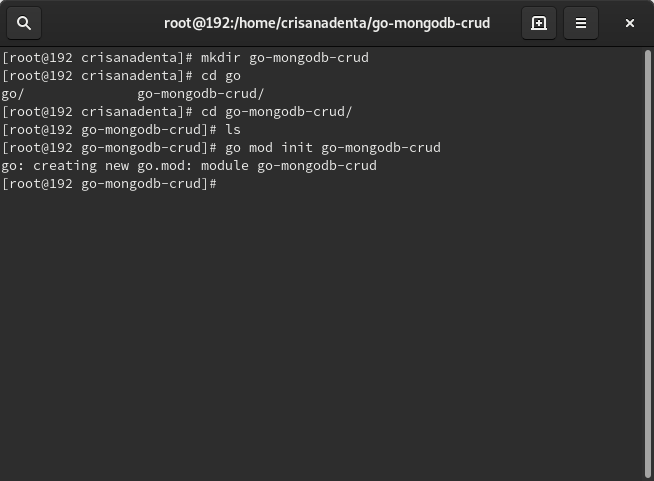 root@192:/home/crisanadenta/go-mongodb-crud
[root@192 crisanadenta]# mkdir go-mongodb-crud
[root@192 crisanadenta]# cd go
go/              go-mongodb-crud/
[root@192 crisanadenta]# cd go-mongodb-crud/
[root@192 go-mongodb-crud]# ls
[root@192 go-mongodb-crud]# go mod init go-mongodb-crud
go: creating new go.mod: module go-mongodb-crud
[root@192 go-mongodb-crud]#